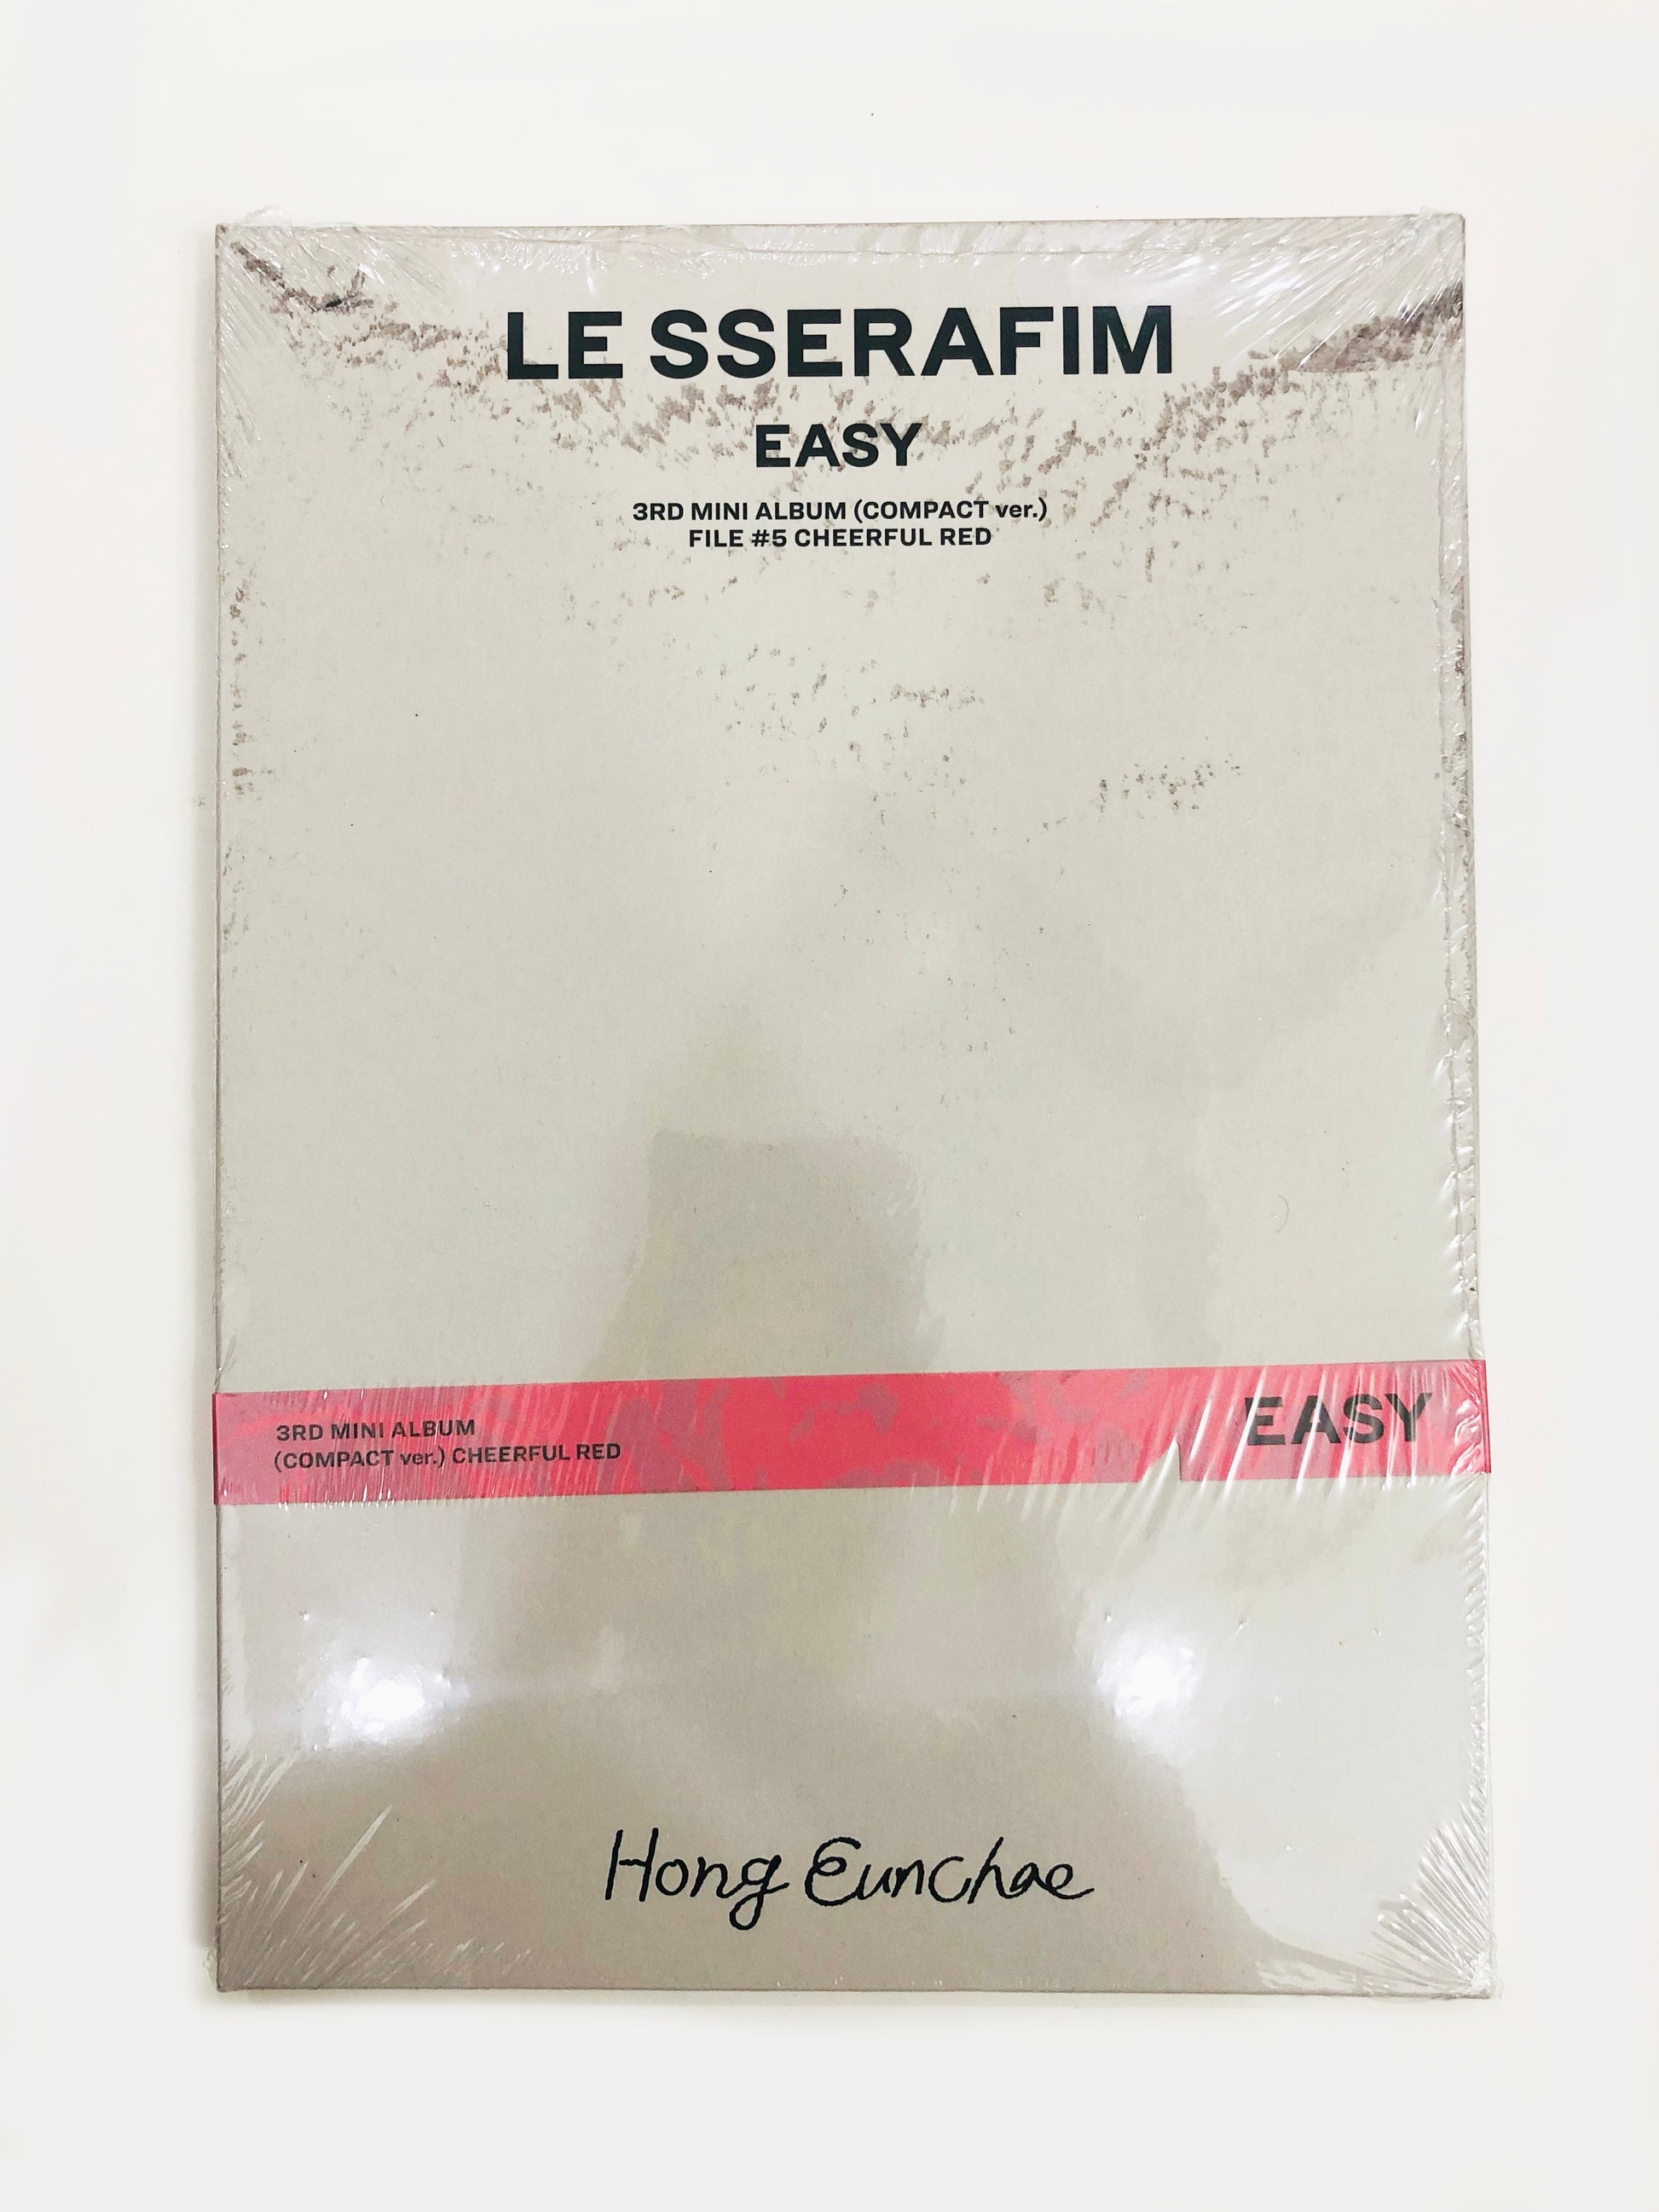 LE SSERAFIM
EASY
3RD MINI ALBUM (COMPACT ver.)
FILE #5 CHEERFUL RED
3RD MINI ALBUM
(COMPACT ver.) CHEERFUL RED
EASY
Hong Eunchae